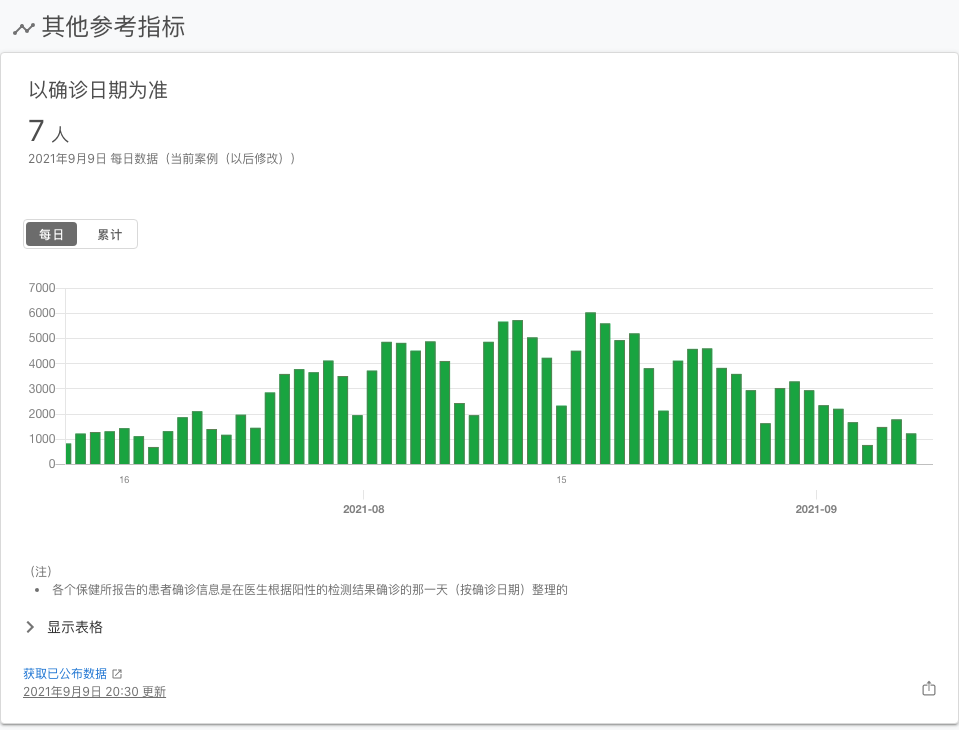 其他参考指标
以确诊日期为准
7 人
2021年9月9日 每日数据（当前案例（以后修改））
每日 累计
7000
6000
5000
4000
3000
2000
1000
0
16 15
2021-08 2021-09
（注）
• 各个保健所报告的患者确诊信息是在医生根据阳性的检测结果确诊的那一天（按确诊日期）整理的
显示表格
获取已公布数据
2021年9月9日 20:30 更新